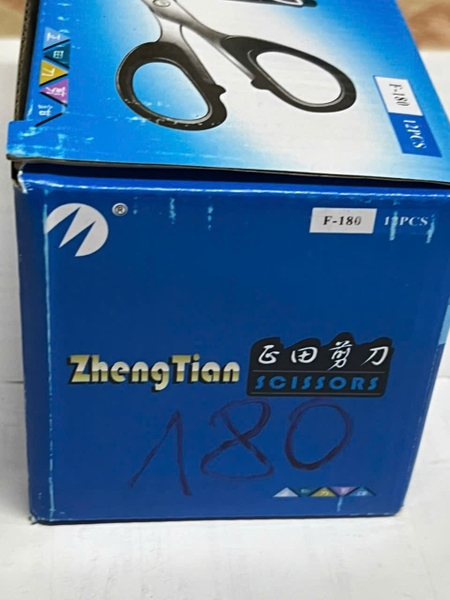 F-180 12PCS
®
F-180 12PCS
ZhengTian 正田剪刀
SCISSORS
180